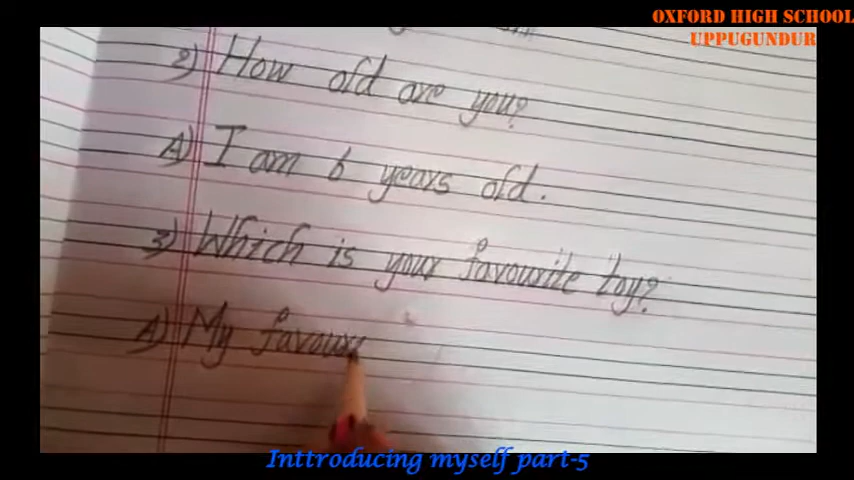 OXFORD HIGH SCHOOL
UPPUGUNDUR
2) How old are you?
A) I am 6 years old.
3) Which is your favourite toy?
A) My favour
Inttroducing myself part-5